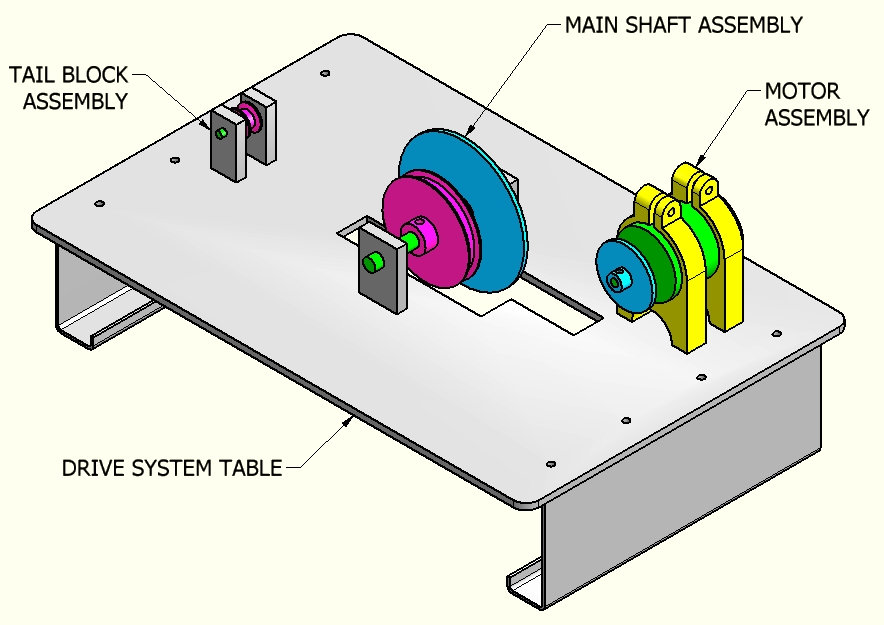 MAIN SHAFT ASSEMBLY
TAIL BLOCK
ASSEMBLY
MOTOR
ASSEMBLY
DRIVE SYSTEM TABLE